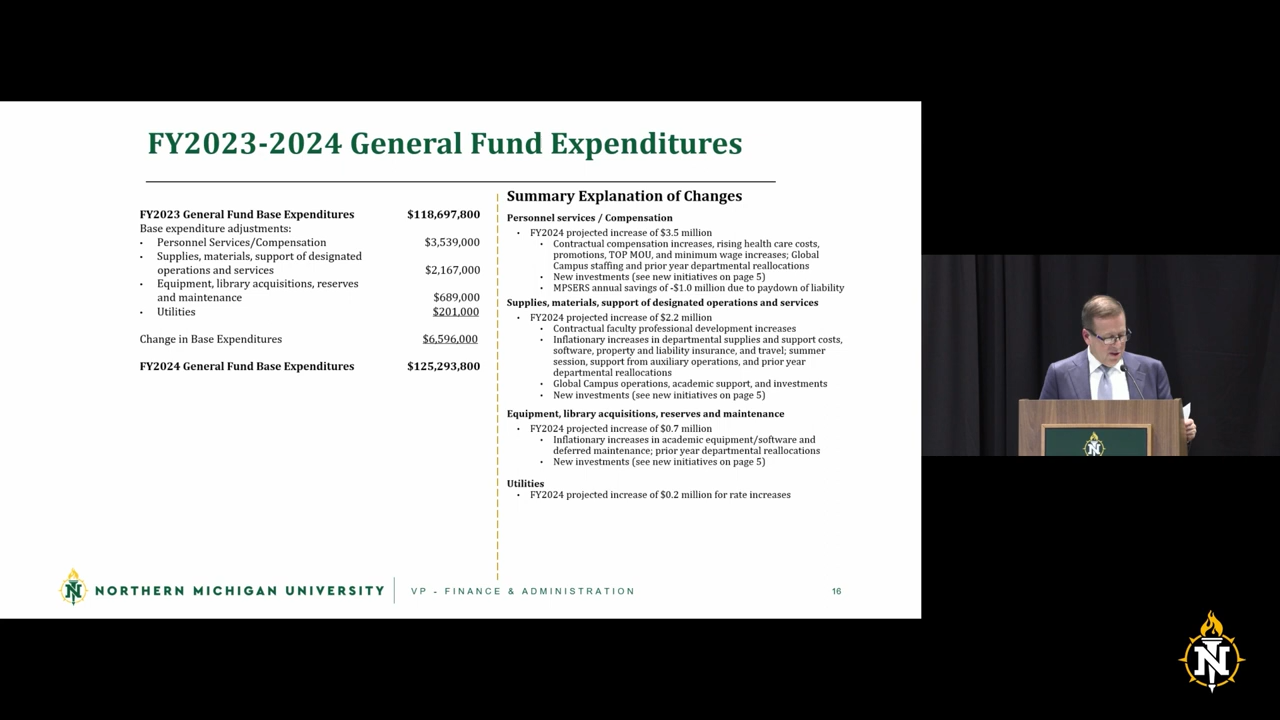 FY2023-2024 General Fund Expenditures
FY2023 General Fund Base Expenditures $118,697,800
Base expenditure adjustments:
• Personnel Services/Compensation $3,539,000
• Supplies, materials, support of designated
operations and services $2,167,000
• Equipment, library acquisitions, reserves
and maintenance $689,000
• Utilities $201,000
Change in Base Expenditures $6,596,000
FY2024 General Fund Base Expenditures $125,293,800
Summary Explanation of Changes
Personnel services / Compensation
• FY2024 projected increase of $3.5 million
• Contractual compensation increases, rising health care costs,
promotions, TOP MOU, and minimum wage increases; Global
Campus staffing and prior year departmental reallocations
• New investments (see new initiatives on page 5)
• MPSERS annual savings of -$1.0 million due to paydown of liability
Supplies, materials, support of designated operations and services
• FY2024 projected increase of $2.2 million
• Contractual faculty professional development increases
• Inflationary increases in departmental supplies and support costs,
software, property and liability insurance, and travel; summer
session, support from auxiliary operations, and prior year
departmental reallocations
• Global Campus operations, academic support, and investments
• New investments (see new initiatives on page 5)
Equipment, library acquisitions, reserves and maintenance
• FY2024 projected increase of $0.7 million
• Inflationary increases in academic equipment/software and
deferred maintenance; prior year departmental reallocations
• New investments (see new initiatives on page 5)
Utilities
• FY2024 projected increase of $0.2 million for rate increases
N NORTHERN MICHIGAN UNIVERSITY VP - FINANCE & ADMINISTRATION 16
N
N